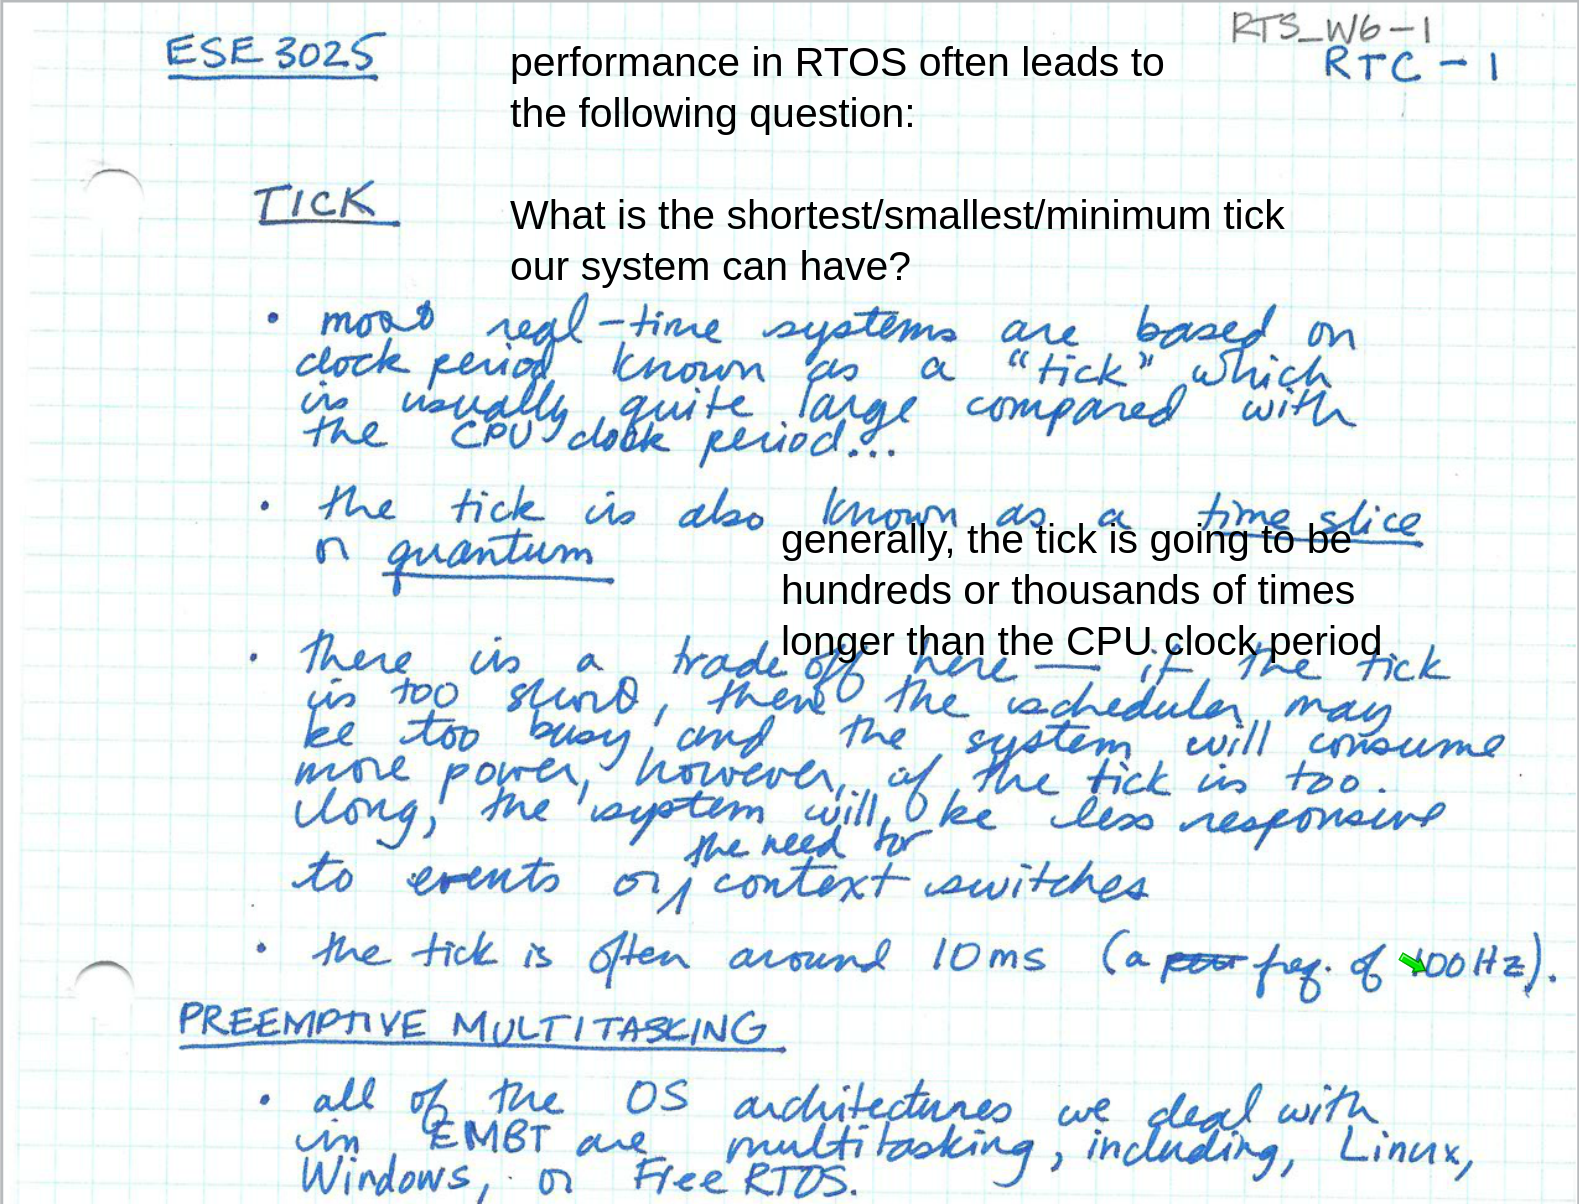 RTS_W6-1
ESE 3025
RTC-1
performance in RTOS often leads to
the following question:
TICK
What is the shortest/smallest/minimum tick
our system can have?
• most real-time systems are based on
clock period known as a "tick" which
is usually quite large compared with
the CPU clock period...
• the tick is also known as a time slice
or quantum
generally, the tick is going to be
hundreds or thousands of times
longer than the CPU clock period
• there is a trade off here — if the tick
is too short, then the scheduler may
be too busy, and the system will consume
more power, however, if the tick is too
long, the system will be less responsive
the need for
to events or context switches
• the tick is often around 10ms (a freq. of 100Hz).
PREEMPTIVE MULTITASKING
• all of the OS architectures we deal with
in EMBT are multitasking, including, Linux,
Windows, or Free RTOS.